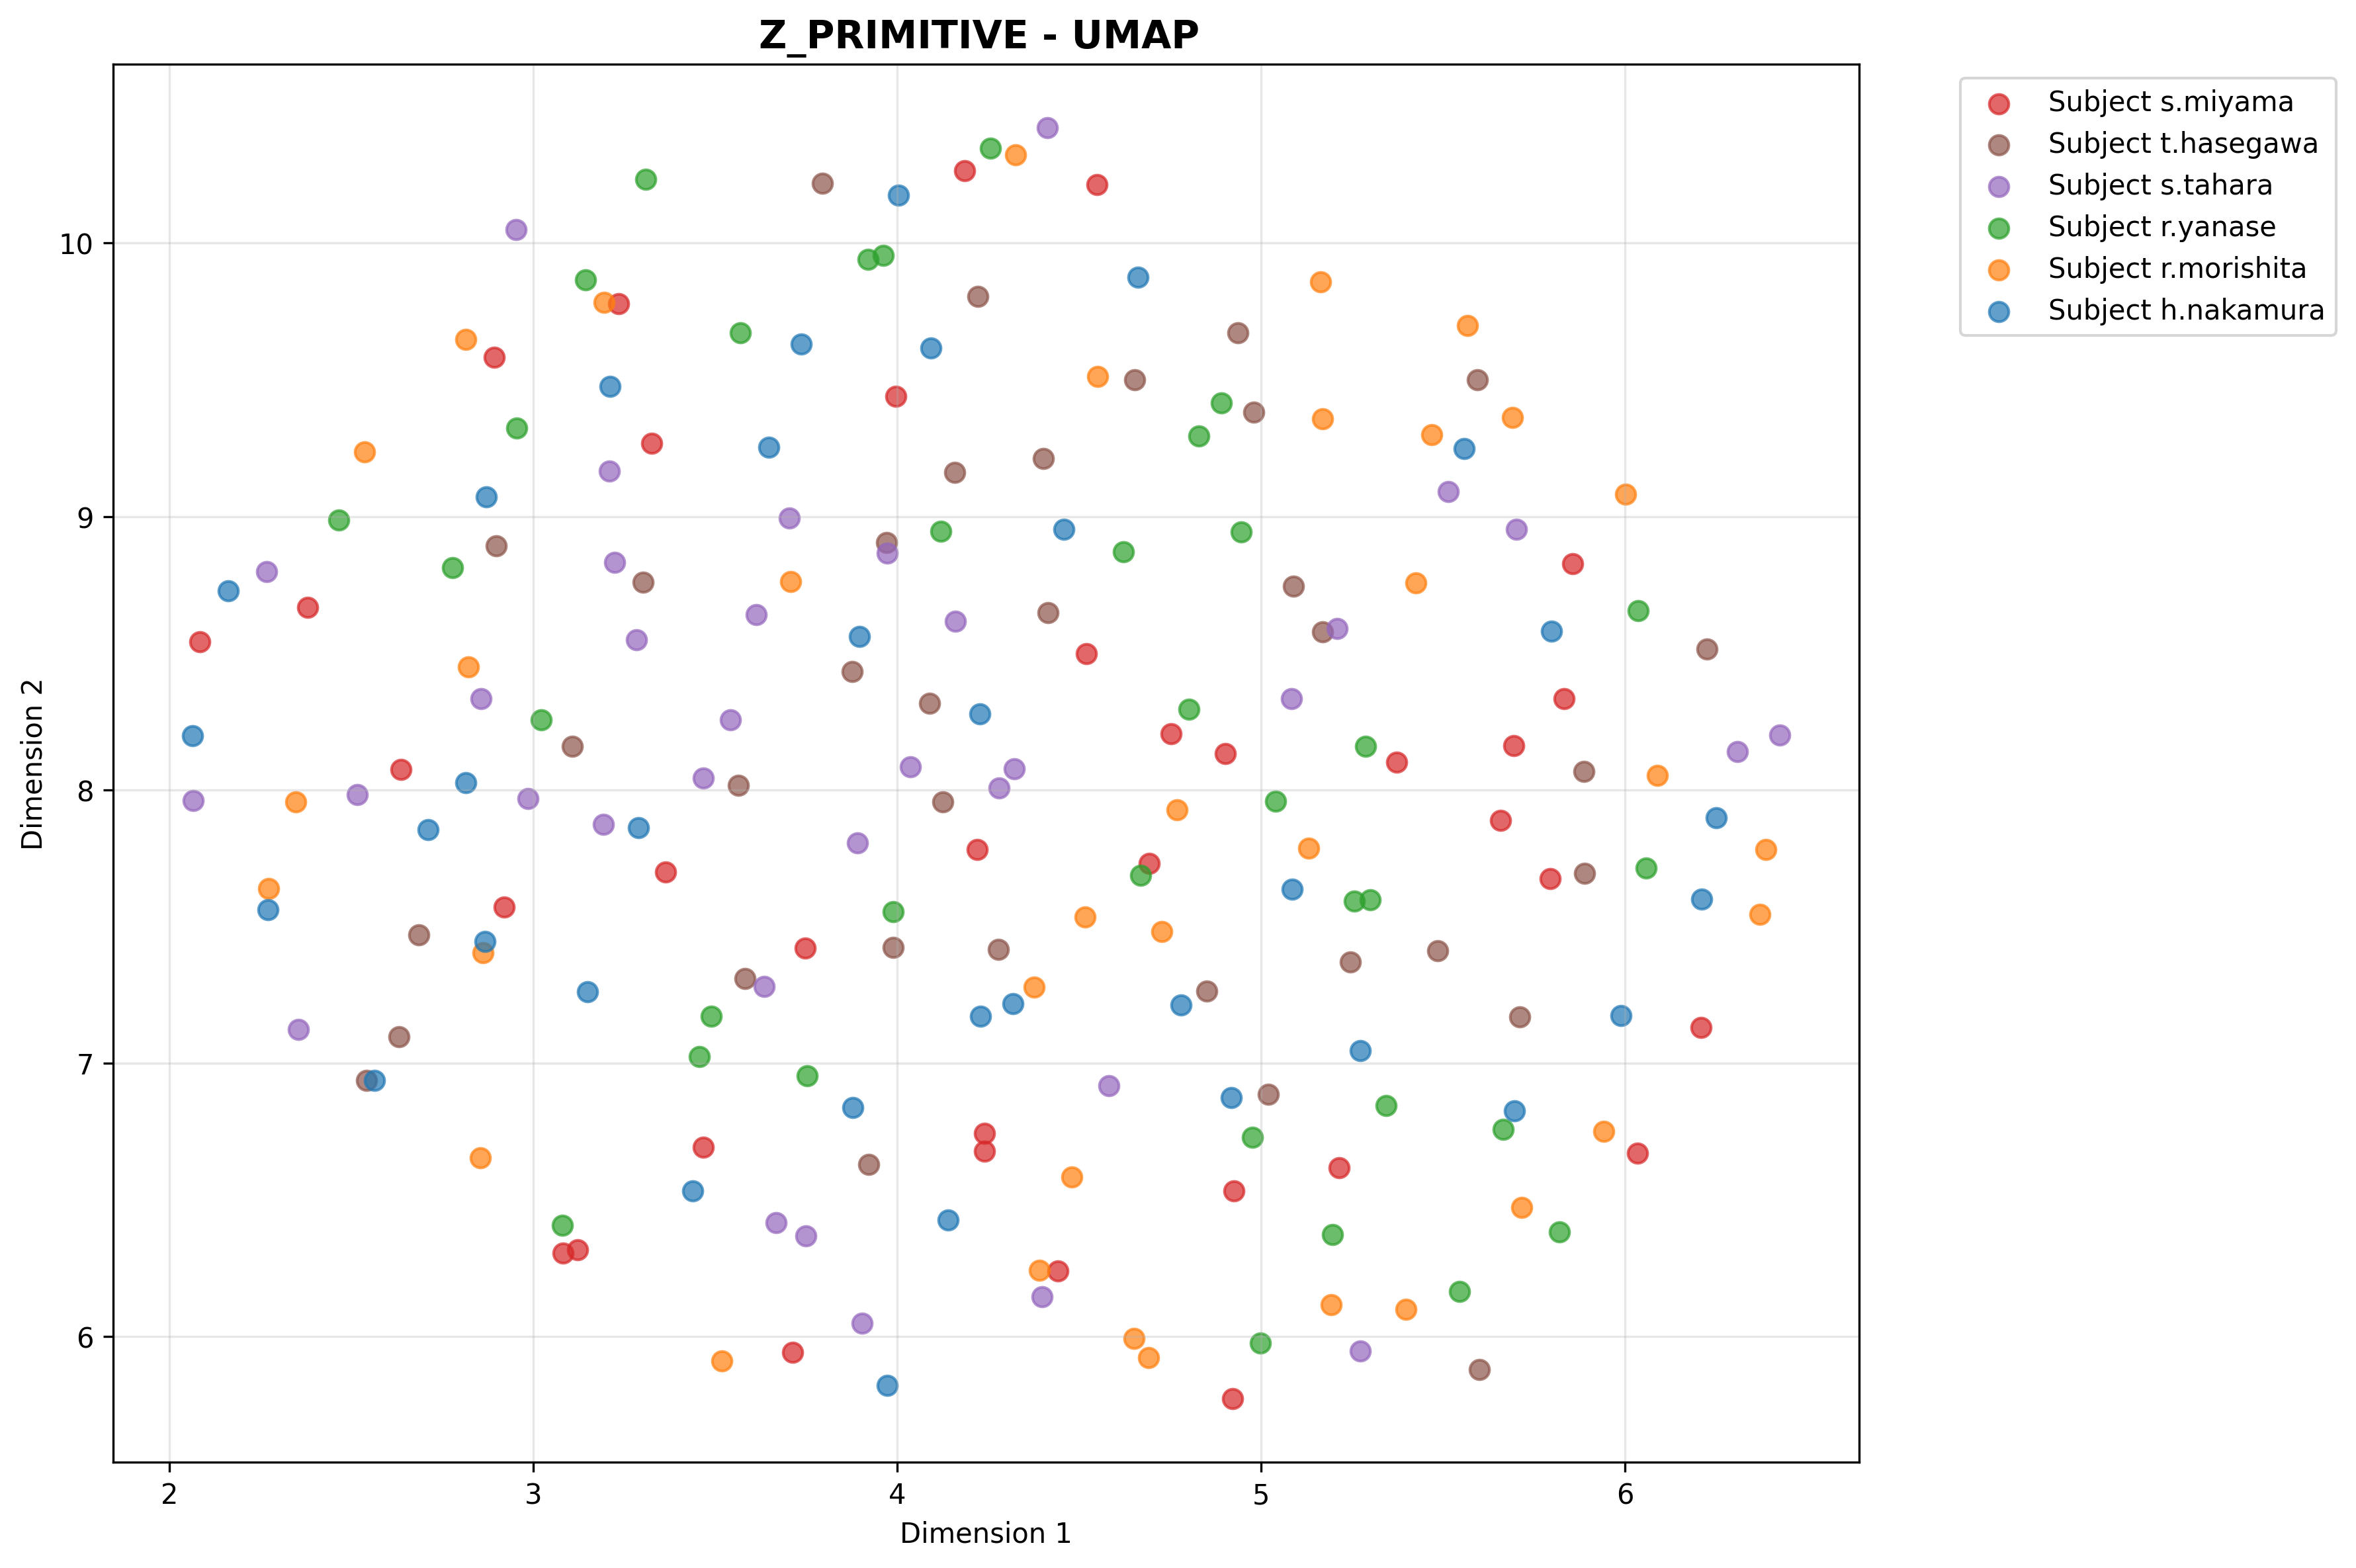 Z_PRIMITIVE - UMAP
Subject s.miyama
Subject t.hasegawa
Subject s.tahara
Subject r.yanase
Subject r.morishita
Subject h.nakamura
Dimension 2
10
9
8
7
6
2 3 4 5 6
Dimension 1